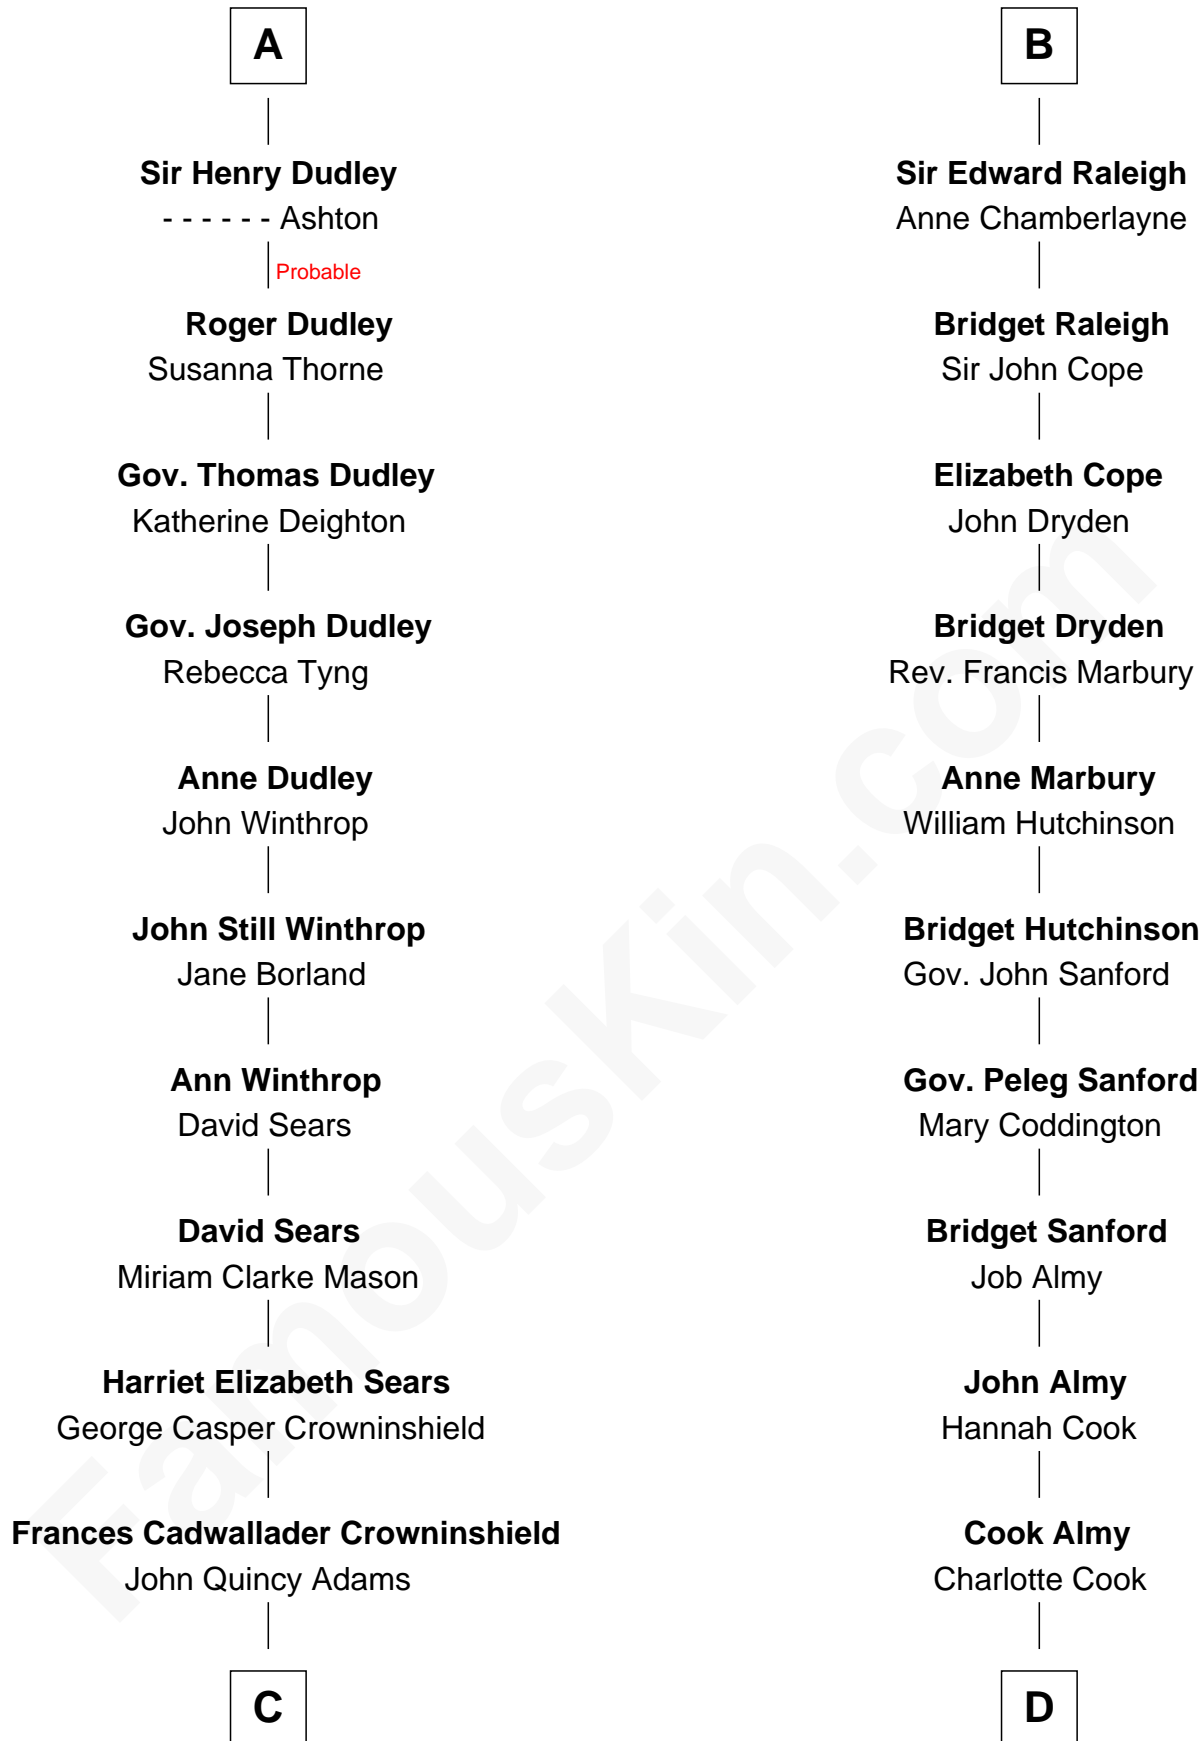 A
Sir Henry Dudley
- - - - - - Ashton
Probable
Roger Dudley
Susanna Thorne
Gov. Thomas Dudley
Katherine Deighton
Gov. Joseph Dudley
Rebecca Tyng
Anne Dudley
John Winthrop
John Still Winthrop
Jane Borland
Ann Winthrop
David Sears
David Sears
Miriam Clarke Mason
Harriet Elizabeth Sears
George Casper Crowninshield
Frances Cadwallader Crowninshield
John Quincy Adams
C
B
Sir Edward Raleigh
Anne Chamberlayne
Bridget Raleigh
Sir John Cope
Elizabeth Cope
John Dryden
Bridget Dryden
Rev. Francis Marbury
Anne Marbury
William Hutchinson
Bridget Hutchinson
Gov. John Sanford
Gov. Peleg Sanford
Mary Coddington
Bridget Sanford
Job Almy
John Almy
Hannah Cook
Cook Almy
Charlotte Cook
D
FamousKin.com